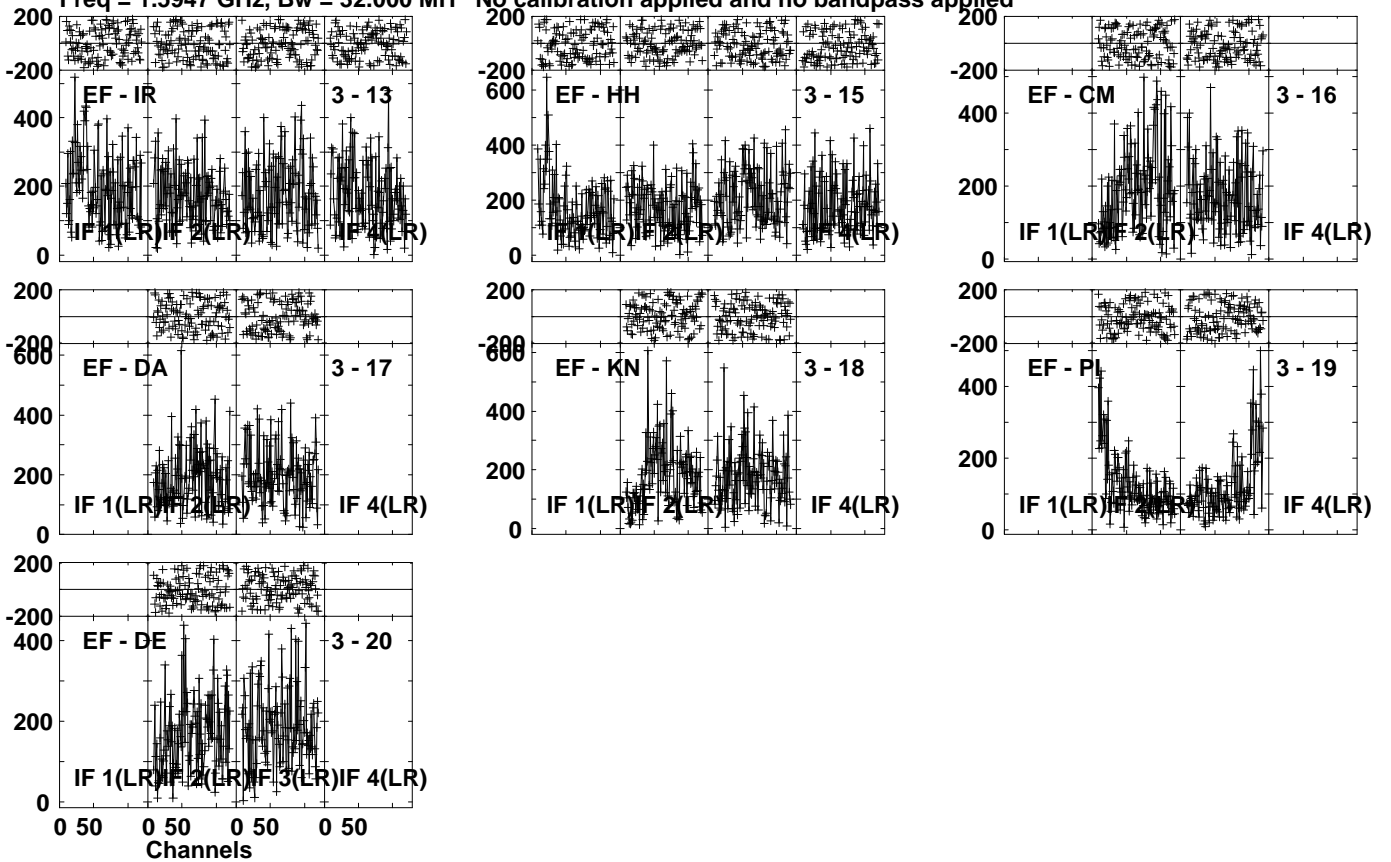 Freq = 1.5947 GHz, Bw = 32.000 MH No calibration applied and no bandpass applied
200
-200
EF - IR 3 - 13
400
200
0
IF 1(LR) IF 2(LR) IF 4(LR)
200
-200
600
EF - HH 3 - 15
400
200
0
IF 1(LR) IF 2(LR) IF 4(LR)
200
-200
EF - CM 3 - 16
400
200
0
IF 1(LR) IF 2(LR) IF 4(LR)
200
-200
600
EF - DA 3 - 17
400
200
0
IF 1(LR) IF 2(LR) IF 4(LR)
200
-200
600
EF - KN 3 - 18
400
200
0
IF 1(LR) IF 2(LR) IF 4(LR)
200
-200
EF - PI 3 - 19
400
200
0
IF 1(LR) IF 2(LR) IF 4(LR)
200
-200
EF - DE 3 - 20
400
200
0
IF 1(LR) IF 2(LR) IF 3(LR) IF 4(LR)
0 50 0 50 0 50 0 50
Channels